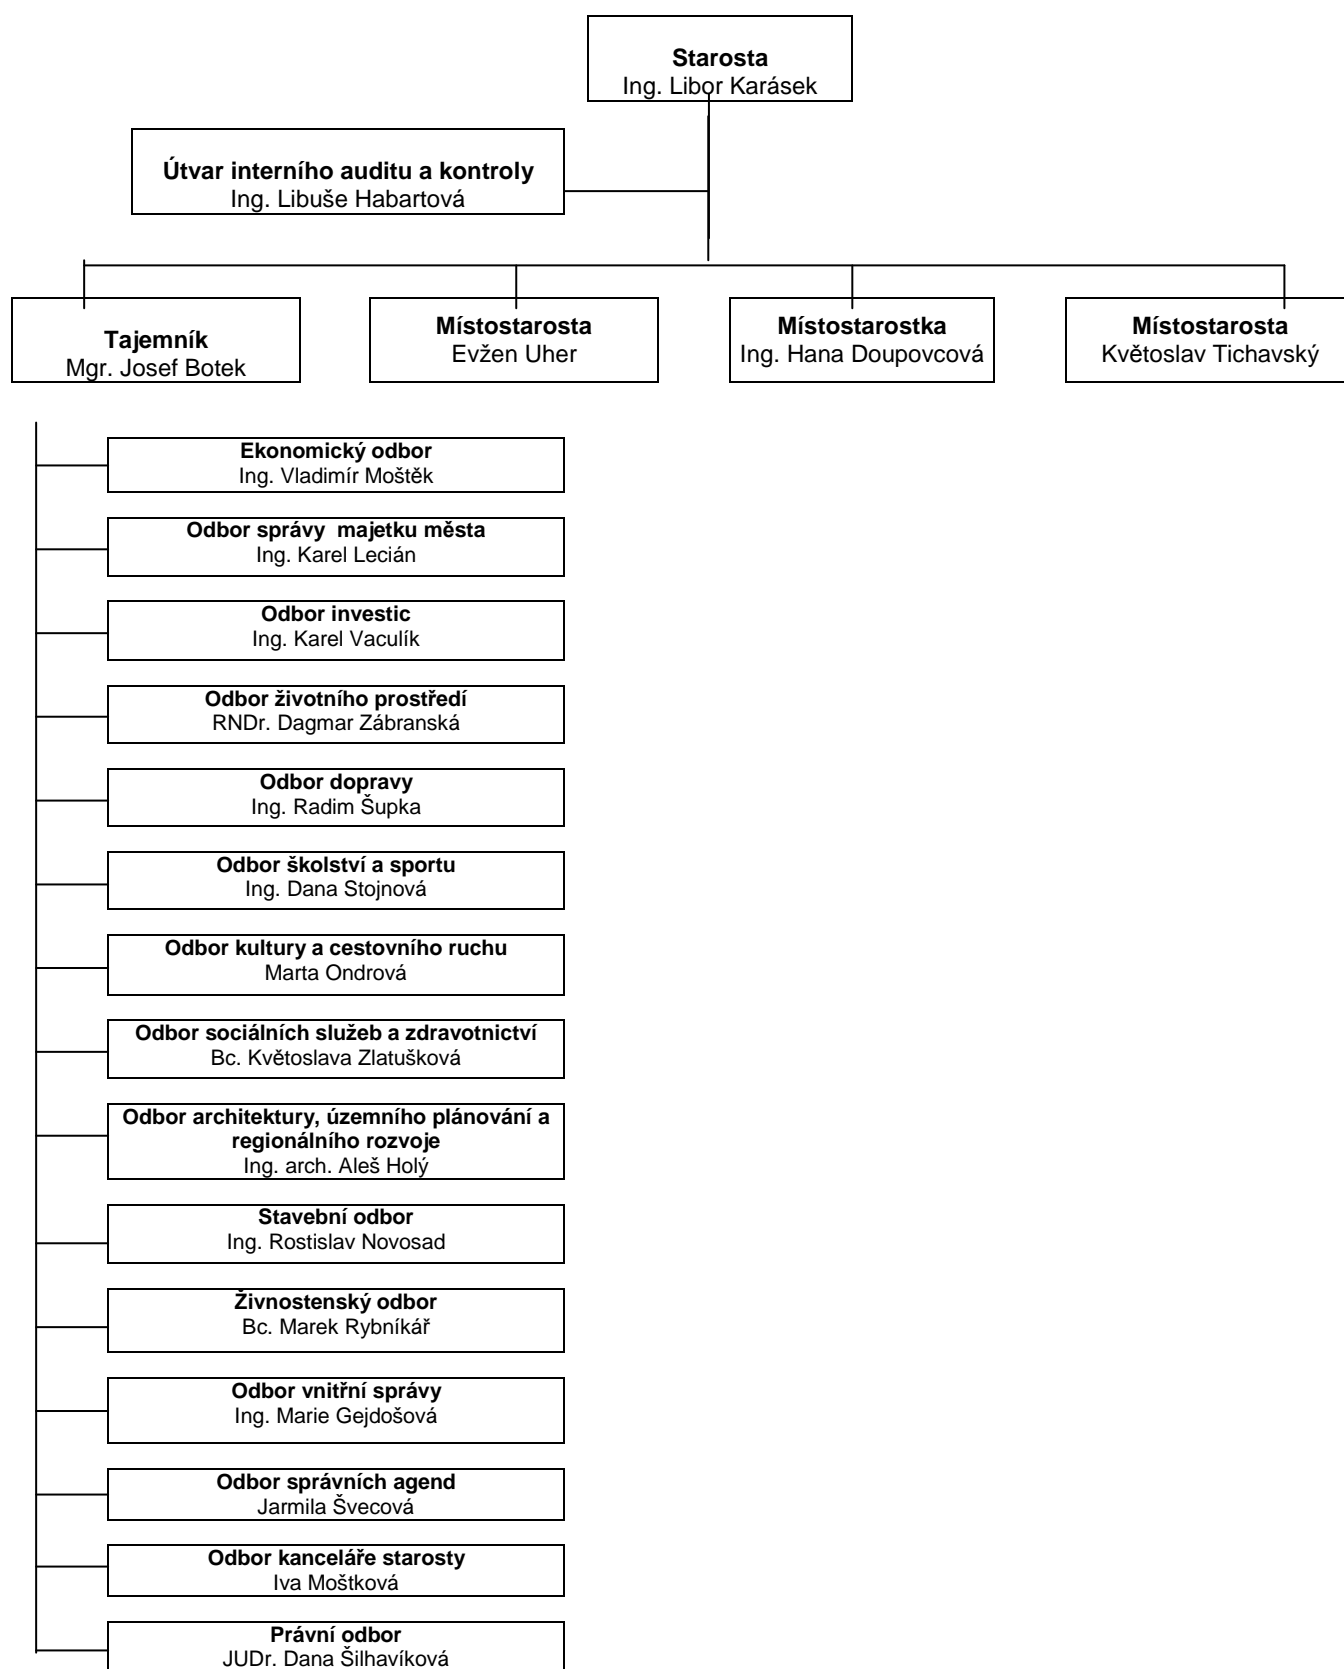 Starosta
Ing. Libor Karásek
Útvar interního auditu a kontroly
Ing. Libuše Habartová
Tajemník
Mgr. Josef Botek
Místostarosta
Evžen Uher
Místostarostka
Ing. Hana Doupovcová
Místostarosta
Květoslav Tichavský
Ekonomický odbor
Ing. Vladimír Moštěk
Odbor správy  majetku města
Ing. Karel Lecián
Odbor investic
Ing. Karel Vaculík
Odbor životního prostředí
RNDr. Dagmar Zábranská
Odbor dopravy
Ing. Radim Šupka
Odbor školství a sportu
Ing. Dana Stojnová
Odbor kultury a cestovního ruchu
Marta Ondrová
Odbor sociálních služeb a zdravotnictví
Bc. Květoslava Zlatušková
Odbor architektury, územního plánování a
regionálního rozvoje
Ing. arch. Aleš Holý
Stavební odbor
Ing. Rostislav Novosad
Živnostenský odbor
Bc. Marek Rybníkář
Odbor vnitřní správy
Ing. Marie Gejdošová
Odbor správních agend
Jarmila Švecová
Odbor kanceláře starosty
Iva Moštková
Právní odbor
JUDr. Dana Šilhavíková